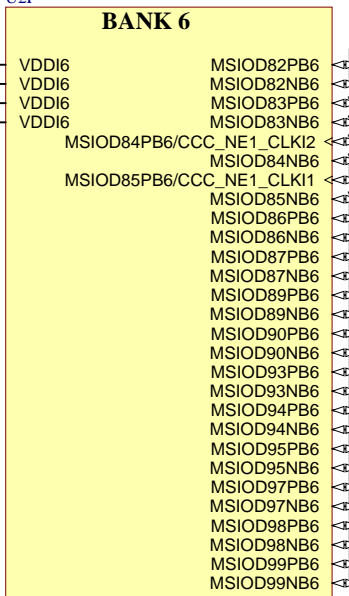 BANK 6
VDDI6 MSIOD82PB6
VDDI6 MSIOD82NB6
VDDI6 MSIOD83PB6
VDDI6 MSIOD83NB6
MSIOD84PB6/CCC_NE1_CLKI2
MSIOD84NB6
MSIOD85PB6/CCC_NE1_CLKI1
MSIOD85NB6
MSIOD86PB6
MSIOD86NB6
MSIOD87PB6
MSIOD87NB6
MSIOD89PB6
MSIOD89NB6
MSIOD90PB6
MSIOD90NB6
MSIOD93PB6
MSIOD93NB6
MSIOD94PB6
MSIOD94NB6
MSIOD95PB6
MSIOD95NB6
MSIOD97PB6
MSIOD97NB6
MSIOD98PB6
MSIOD98NB6
MSIOD99PB6
MSIOD99NB6